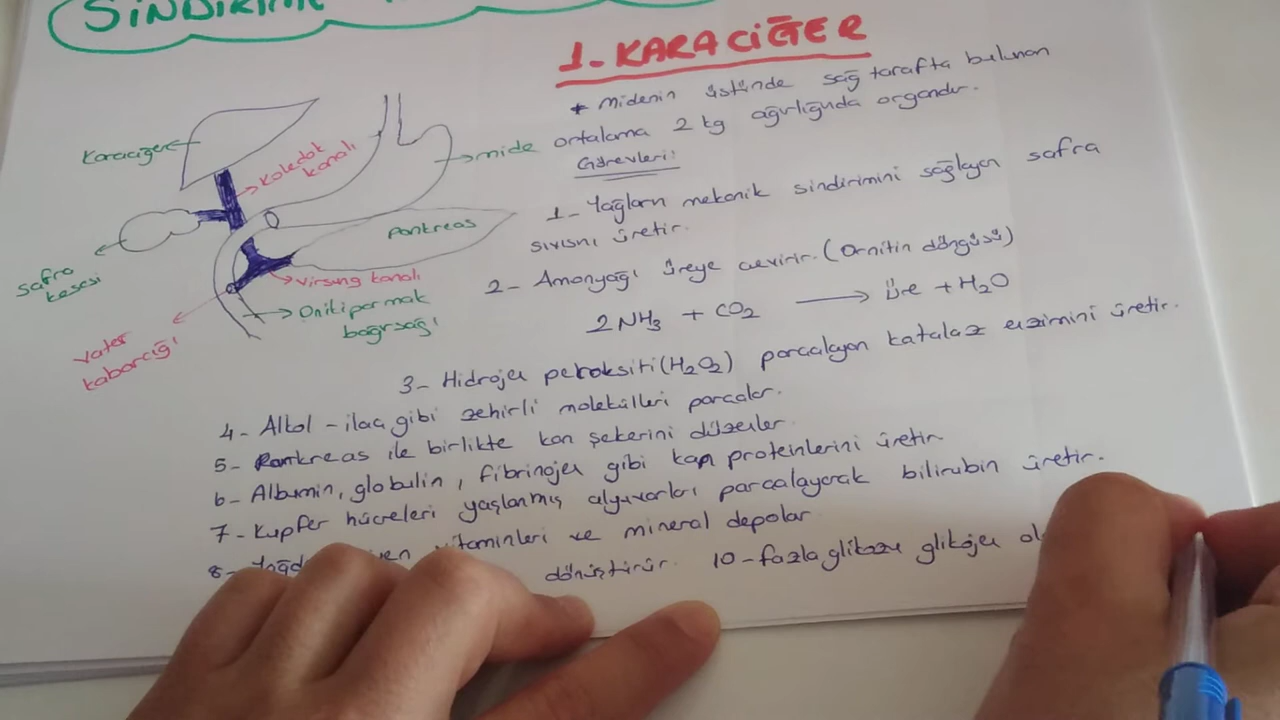 SİNDİRİM
1- KARACİĞER
* midenin üstünde sağ tarafta bulunan
ortalama 2 kg ağırlığında organdır.
Görevleri:
1- Yağların mekanik sindirimini sağlayan safra
sıvısını üretir.
2- Amonyağı üreye çevirir. (Ornitin döngüsü)
2NH₃ + CO₂ → Üre + H₂O
3- Hidrojen peroksiti (H₂O₂) parçalayan katalaz enzimini üretir.
4- Alkol - ilaç gibi zehirli molekülleri parçalar.
5- Pankreas ile birlikte kan şekerini düzenler
6- Albumin, globulin, fibrinojen gibi kan proteinlerini üretir
7- Kupfer hücreleri yaşlanmış alyuvarları parçalayarak bilirubin üretir.
8- vitaminleri ve mineral depolar
dönüştürür. 10- fazla glikozu glikojen
Karaciğer
Koledok
kanalı
mide
safra
kesesi
Pankreas
Virsung kanalı
Onikiparmak
bağırsağı
vater
kabarcığı